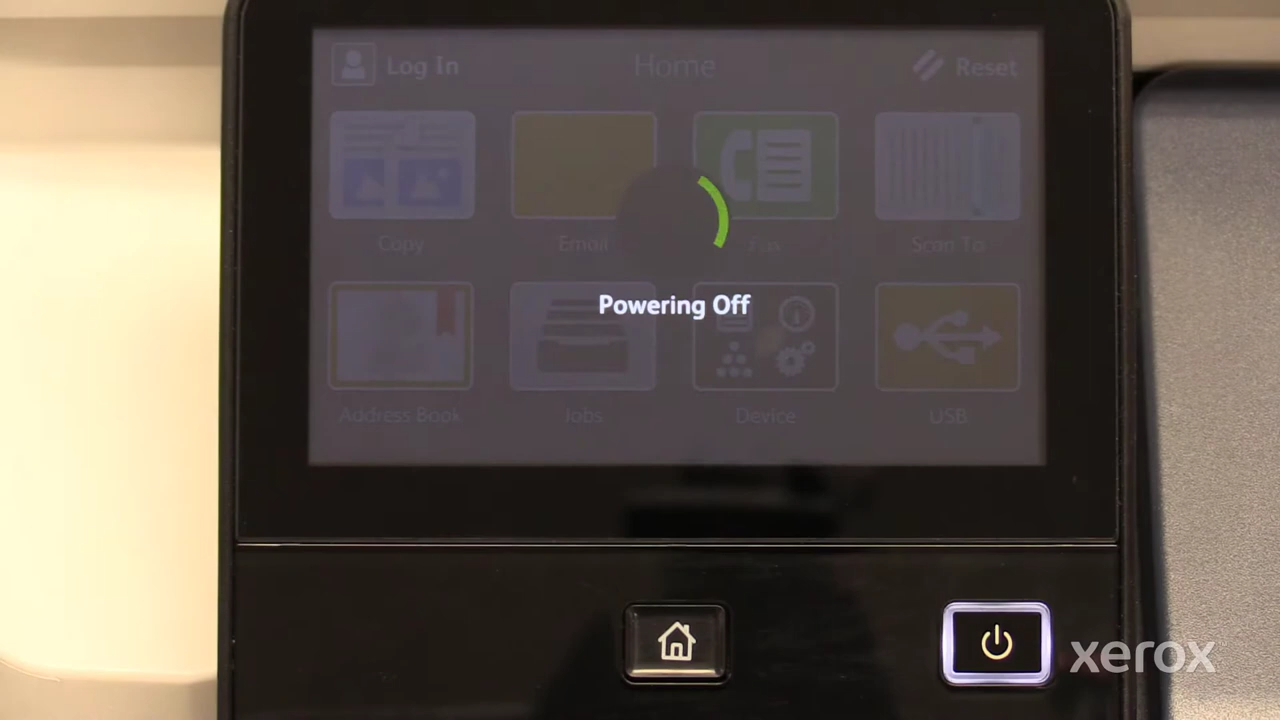 Log In
Home
Reset
Copy
Email
Fax
Scan To
Powering Off
Address Book
Jobs
Device
USB
xerox